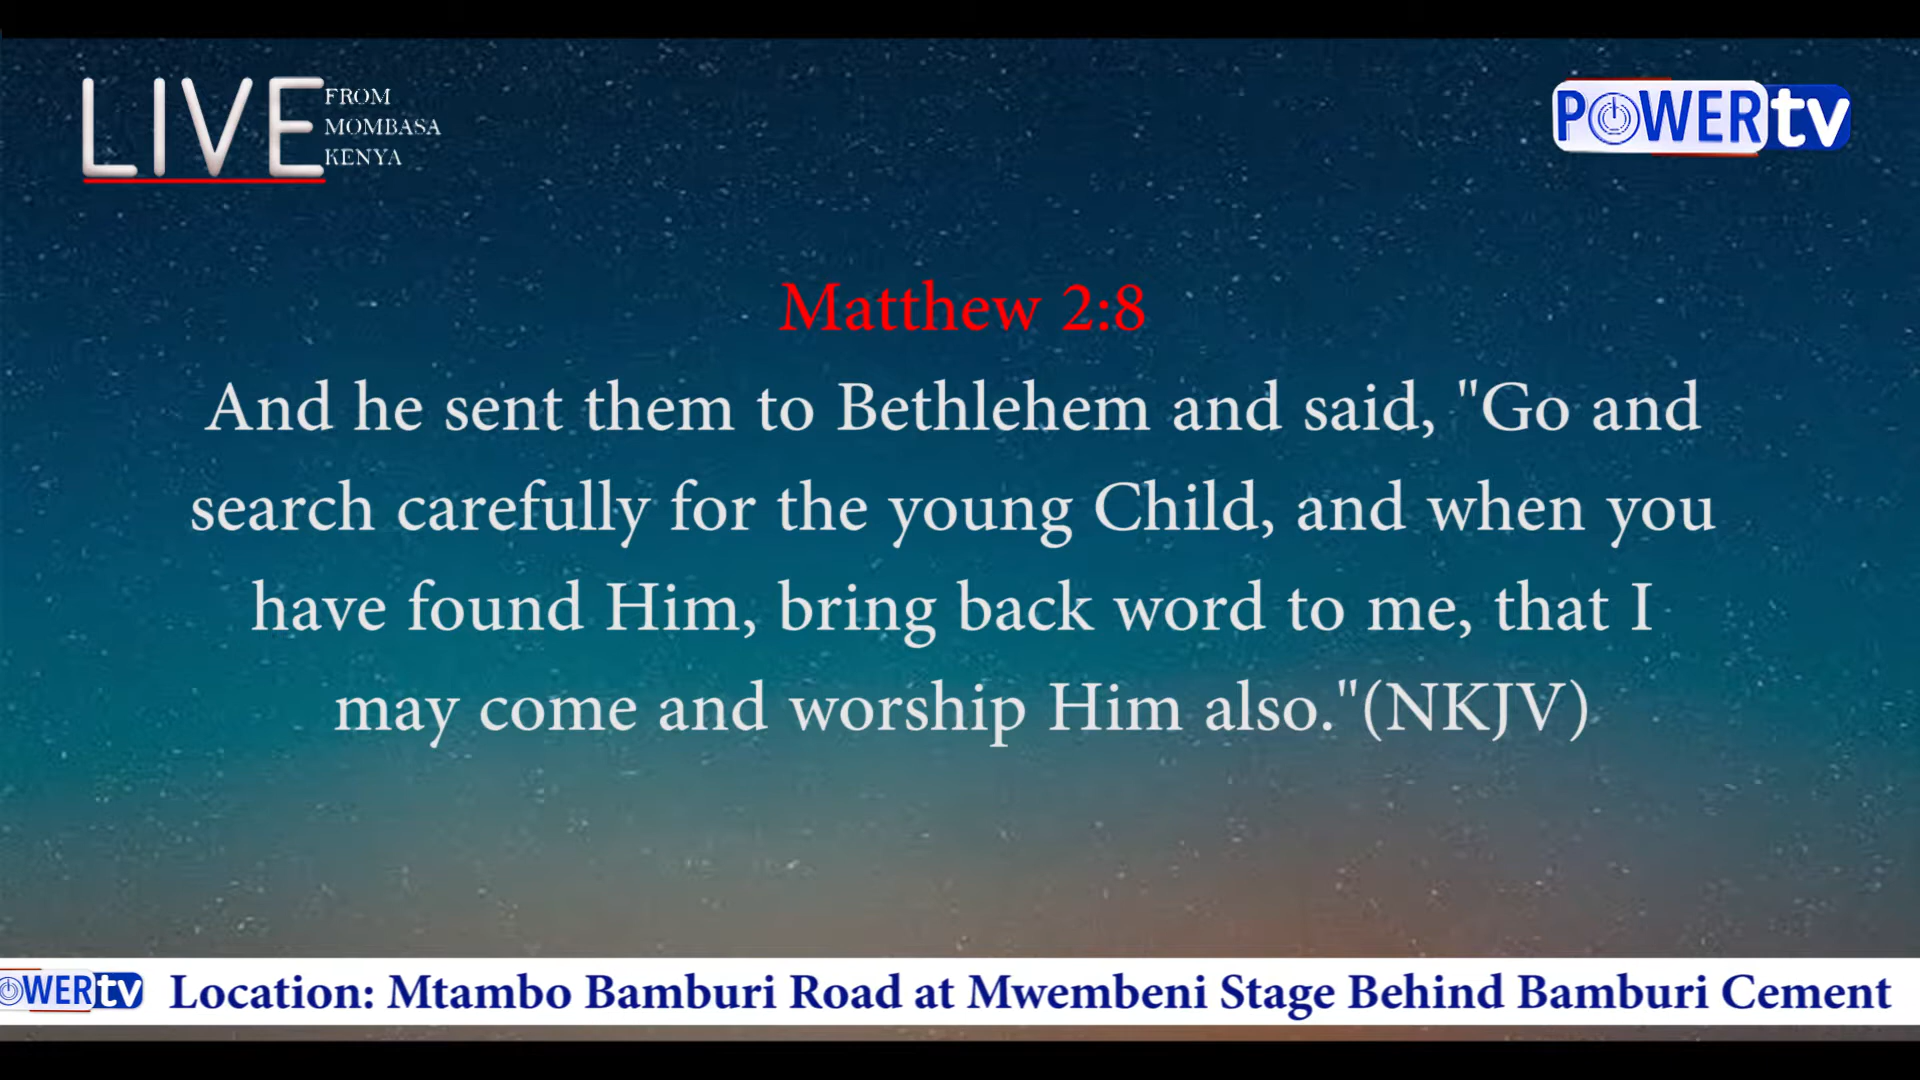 LIVE
FROM
MOMBASA
KENYA
POWERtv
Matthew 2:8
And he sent them to Bethlehem and said, "Go and
search carefully for the young Child, and when you
have found Him, bring back word to me, that I
may come and worship Him also."(NKJV)
OWERtv Location: Mtambo Bamburi Road at Mwembeni Stage Behind Bamburi Cement